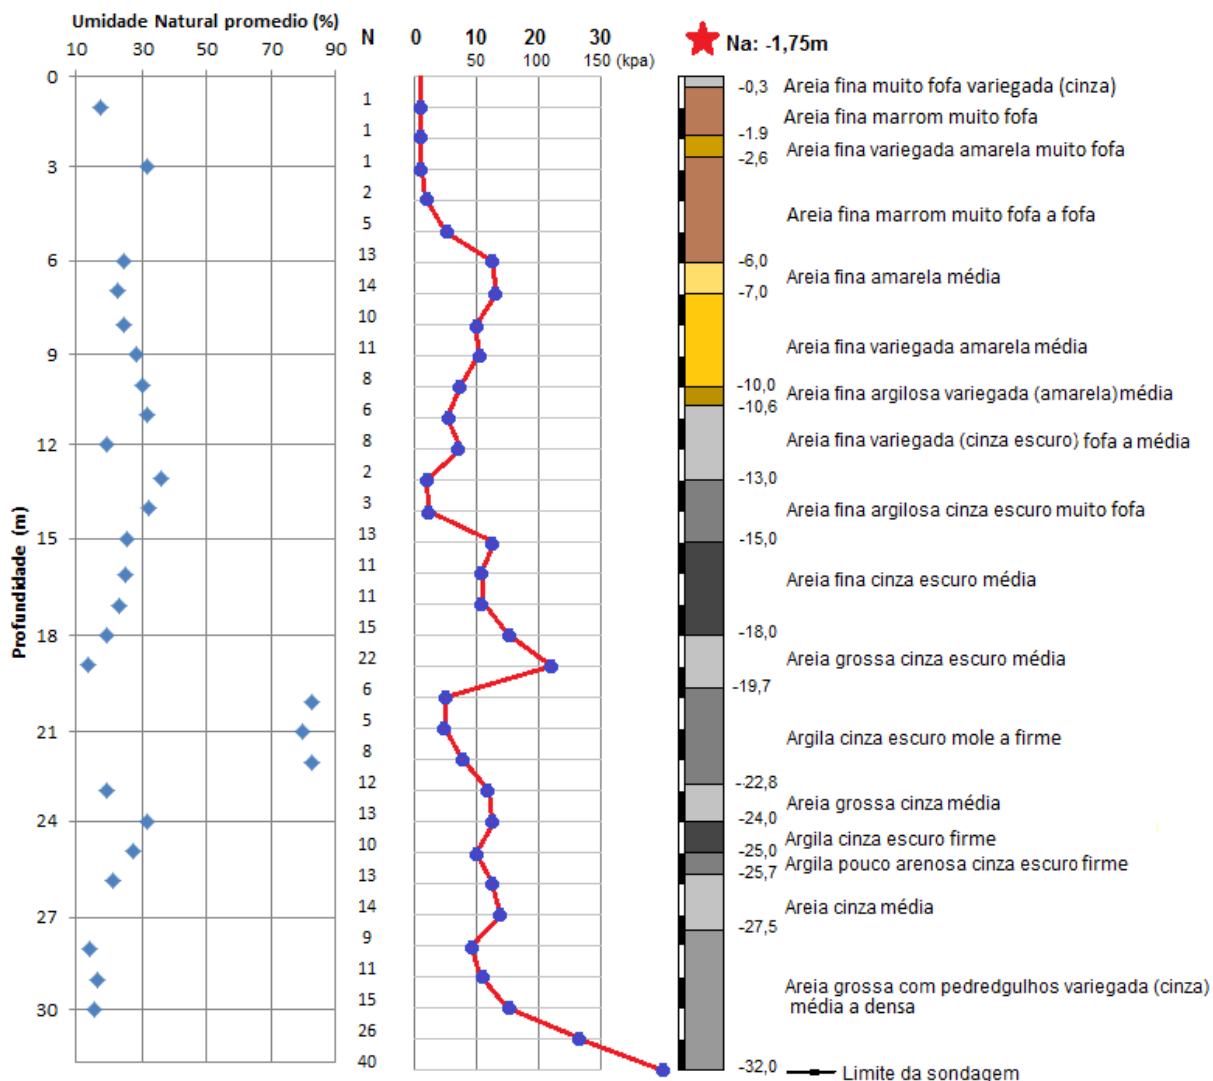 Umidade Natural promedio (%)
10 30 50 70 90
N
0 10 20 30
50 100 150 (kpa)
Na: -1,75m
Profundidade (m)
0
3
6
9
12
15
18
21
24
27
30
1
1
1
2
5
13
14
10
11
8
6
8
2
3
13
11
11
15
22
6
5
8
12
13
10
13
14
9
11
15
26
40
-0,3 Areia fina muito fofa variegada (cinza)
Areia fina marrom muito fofa
-1.9
Areia fina variegada amarela muito fofa
-2,6
Areia fina marrom muito fofa a fofa
-6,0
Areia fina amarela média
-7,0
Areia fina variegada amarela média
-10,0
Areia fina argilosa variegada (amarela) média
-10,6
Areia fina variegada (cinza escuro) fofa a média
-13,0
Areia fina argilosa cinza escuro muito fofa
-15,0
Areia fina cinza escuro média
-18,0
Areia grossa cinza escuro média
-19,7
Argila cinza escuro mole a firme
-22,8
Areia grossa cinza média
-24,0
Argila cinza escuro firme
-25,0
Argila pouco arenosa cinza escuro firme
-25,7
Areia cinza média
-27,5
Areia grossa com pedredgulhos variegada (cinza)
média a densa
-32,0
Limite da sondagem